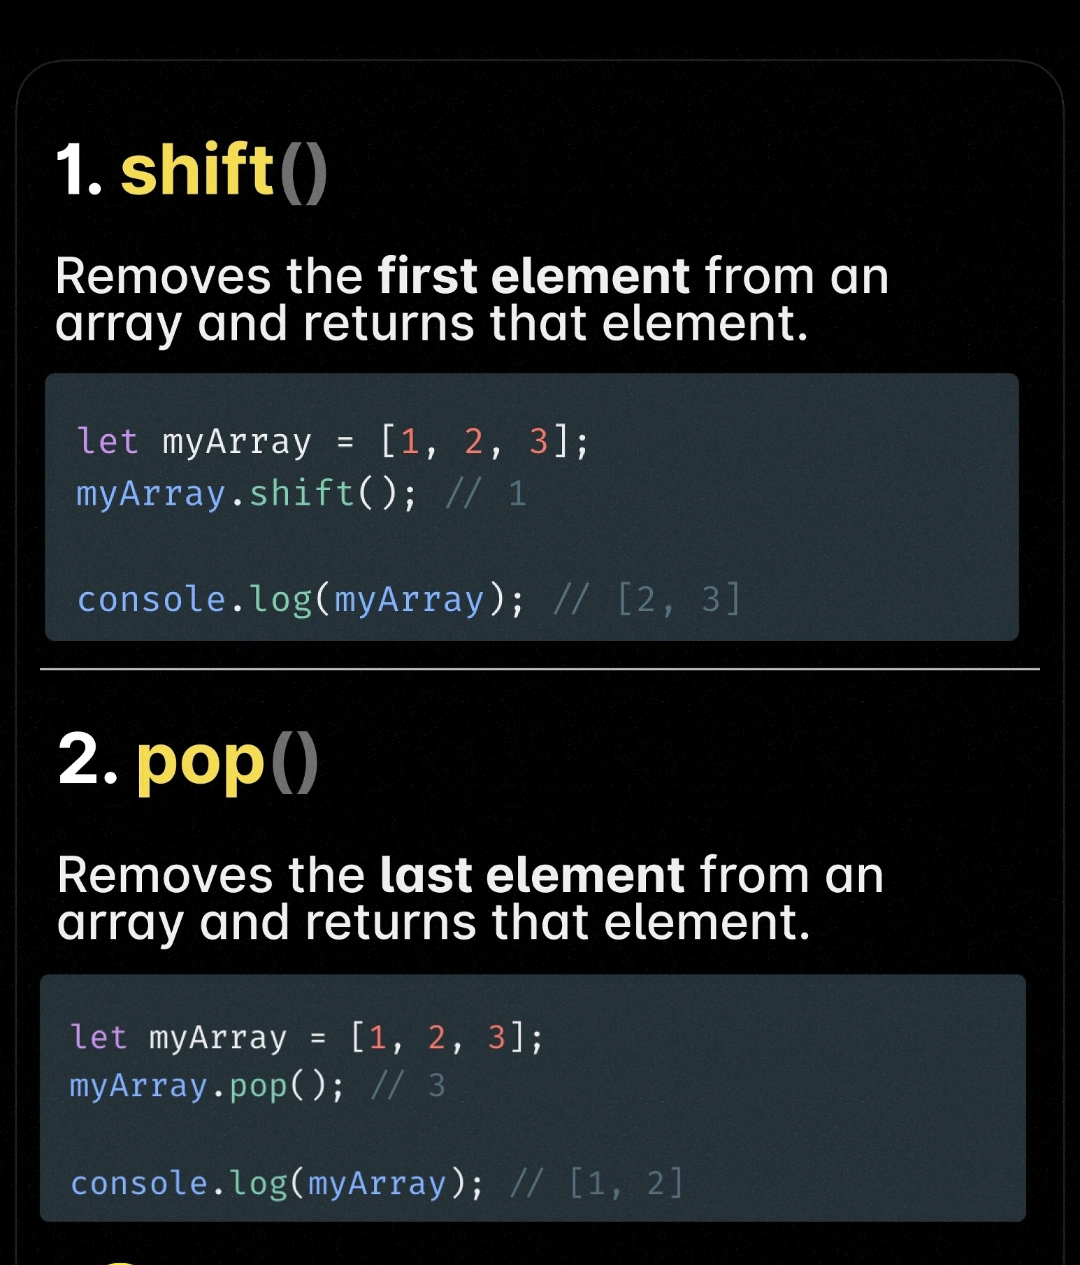 1. shift()
Removes the first element from an
array and returns that element.
let myArray = [1, 2, 3];
myArray.shift(); // 1
console.log(myArray); // [2, 3]
2. pop()
Removes the last element from an
array and returns that element.
let myArray = [1, 2, 3];
myArray.pop(); // 3
console.log(myArray); // [1, 2]